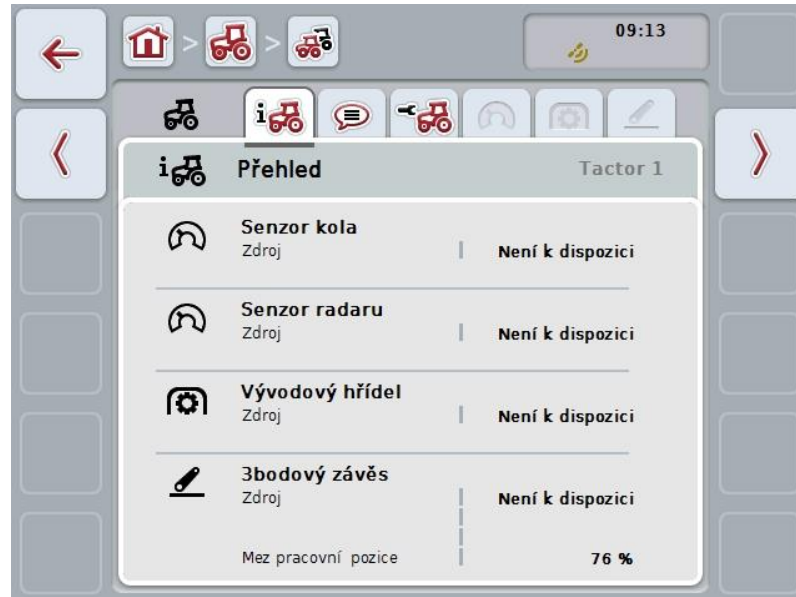 09:13
Přehled Tactor 1
Senzor kola
Zdroj Není k dispozici
Senzor radaru
Zdroj Není k dispozici
Vývodový hřídel
Zdroj Není k dispozici
3bodový závěs
Zdroj Není k dispozici
Mez pracovní pozice 76 %